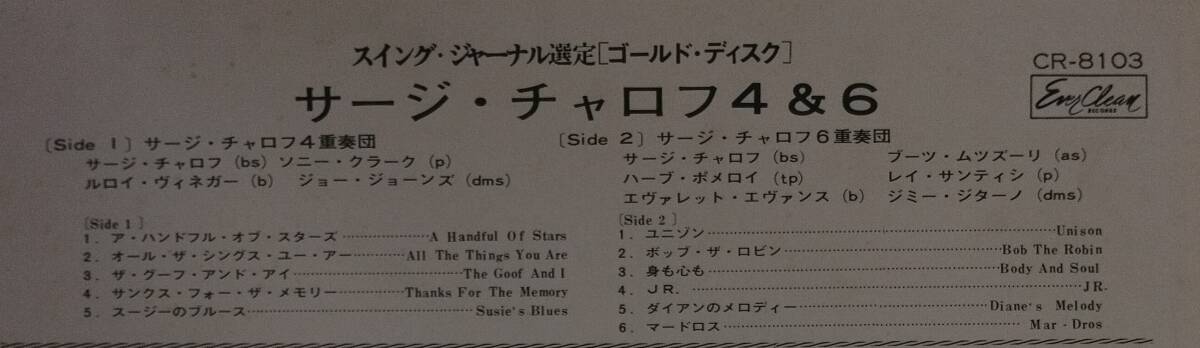 スイング・ジャーナル選定[ゴールド・ディスク]
CR-8103
サージ・チャロフ4&6
Ever Clean
RECORDS
〔Side 1〕サージ・チャロフ4重奏団
サージ・チャロフ(bs) ソニー・クラーク(p)
ルロイ・ヴィネガー(b) ジョー・ジョーンズ(dms)
〔Side 1〕
1. ア・ハンドフル・オブ・スターズ…………A Handful Of Stars
2. オール・ザ・シングス・ユー・アー…………All The Things You Are
3. ザ・グーフ・アンド・アイ…………The Goof And I
4. サンクス・フォー・ザ・メモリー…………Thanks For The Memory
5. スージーのブルース…………Susie's Blues
〔Side 2〕サージ・チャロフ6重奏団
サージ・チャロフ(bs) ブーツ・ムツズーリ(as)
ハーブ・ポメロイ(tp) レイ・サンティシ(p)
エヴァレット・エヴァンス(b) ジミー・ジターノ(dms)
〔Side 2〕
1. ユニゾン…………Unison
2. ボッブ・ザ・ロビン…………Bob The Robin
3. 身も心も…………Body And Soul
4. JR.…………JR.
5. ダイアンのメロディー…………Diane's Melody
6. マードロス…………Mar-Dros